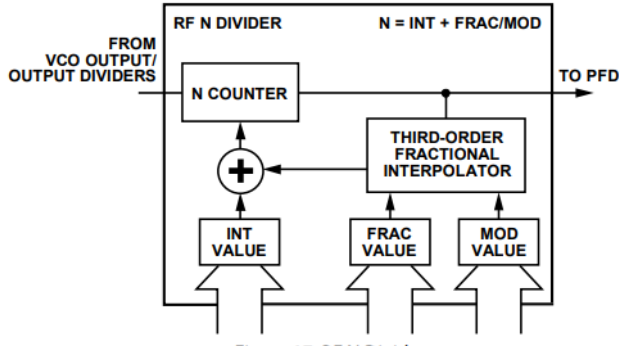 RF N DIVIDER
N = INT + FRAC/MOD
FROM
VCO OUTPUT/
OUTPUT DIVIDERS
TO PFD
N COUNTER
THIRD-ORDER
FRACTIONAL
INTERPOLATOR
+
INT
VALUE
FRAC
VALUE
MOD
VALUE